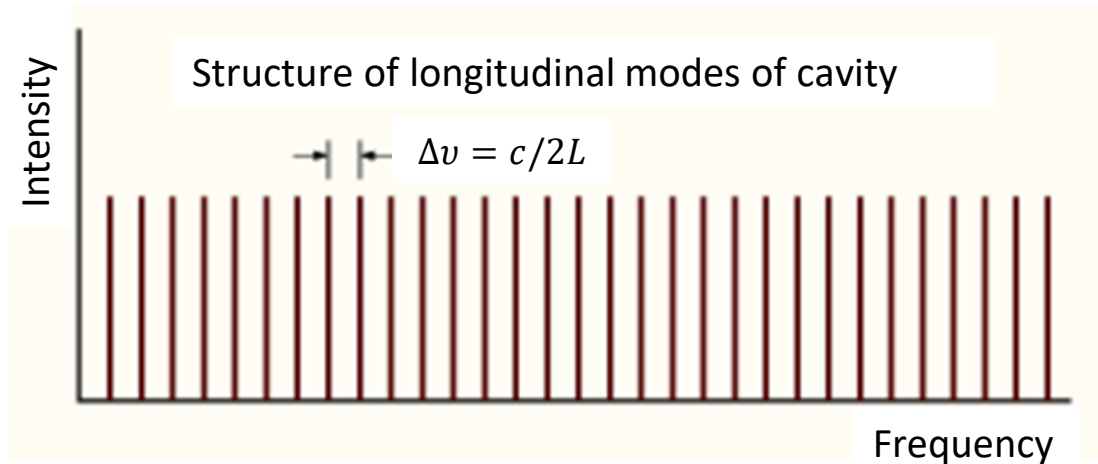 Structure of longitudinal modes of cavity
Intensity
Δυ = c/2L
Frequency